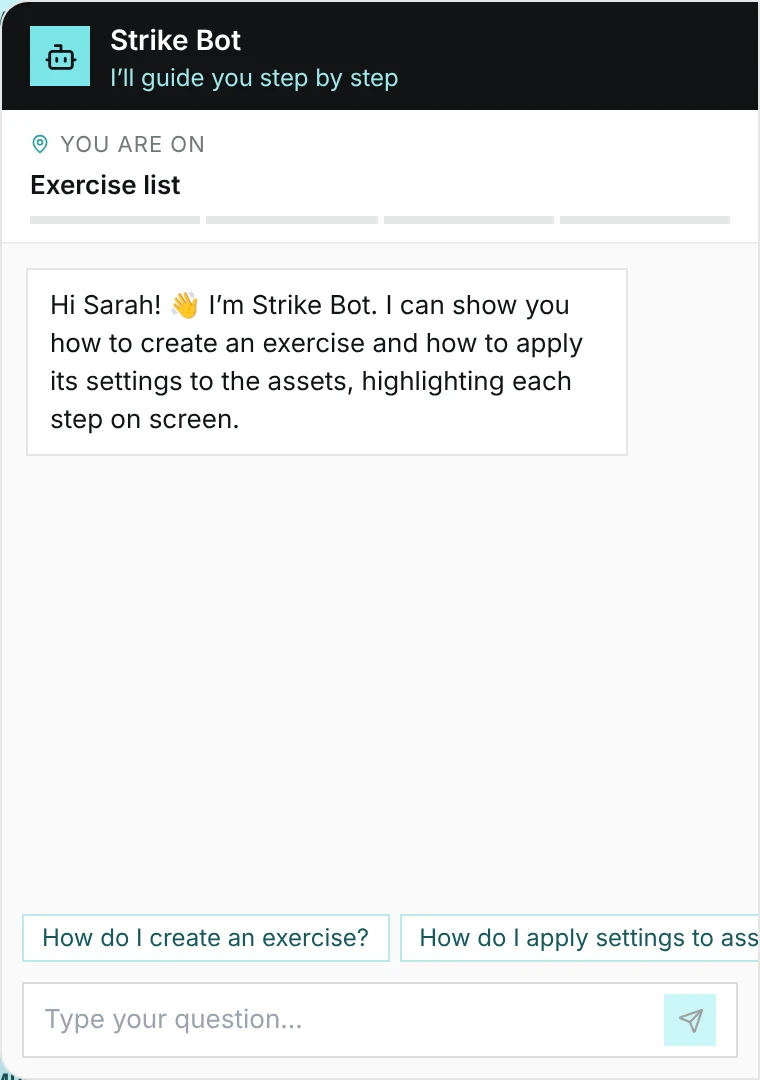 Strike Bot
I’ll guide you step by step
YOU ARE ON
Exercise list
Hi Sarah! 👋 I’m Strike Bot. I can show you
how to create an exercise and how to apply
its settings to the assets, highlighting each
step on screen.
How do I create an exercise?
How do I apply settings to ass
Type your question...